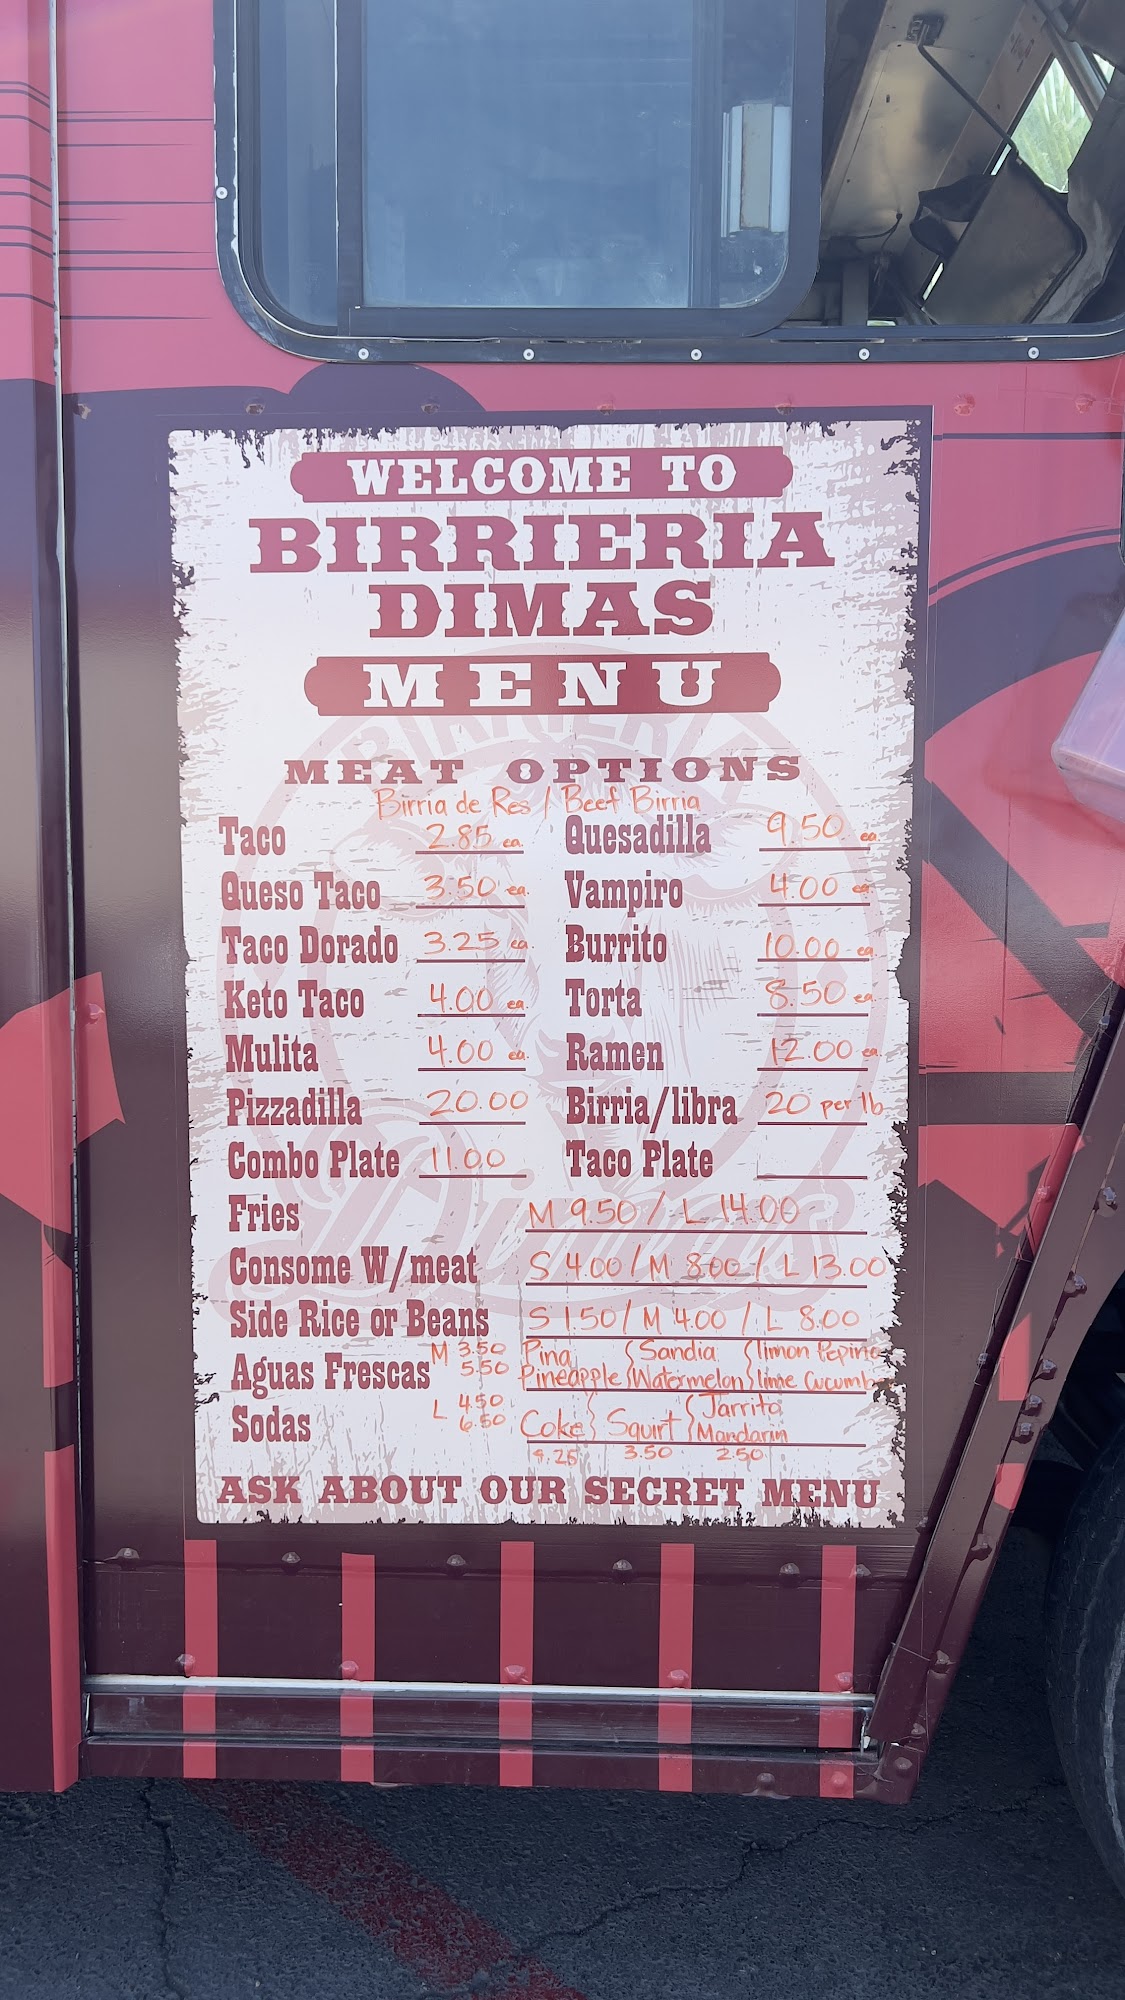 WELCOME TO
BIRRIERIA
DIMAS
MENU
MEAT OPTIONS
Birria de Res / Beef Birria
Taco 2.85 ea. Quesadilla 9.50 ea.
Queso Taco 3.50 ea. Vampiro 4.00 ea.
Taco Dorado 3.25 ea. Burrito 10.00 ea.
Keto Taco 4.00 ea. Torta 8.50 ea.
Mulita 4.00 ea. Ramen 12.00 ea.
Pizzadilla 20.00 Birria/libra 20 per lb
Combo Plate 11.00 Taco Plate
Fries M 9.50 / L 14.00
Consome W/meat S 4.00 / M 8.00 / L 13.00
Side Rice or Beans S 1.50 / M 4.00 / L 8.00
M 3.50 Pina Sandia limon Pepino
Aguas Frescas 5.50 Pineapple Watermelon lime Cucumb
L 4.50 Jarrito
Sodas 6.50 Coke Squirt Mandarin
4.25 3.50 2.50
ASK ABOUT OUR SECRET MENU
BIRRIERIA
Dimas